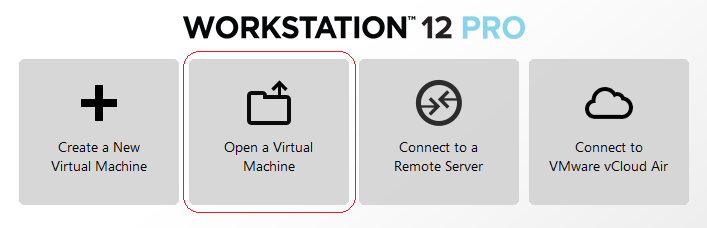 WORKSTATION™ 12 PRO
Create a New
Virtual Machine
Open a Virtual
Machine
Connect to a
Remote Server
Connect to
VMware vCloud Air